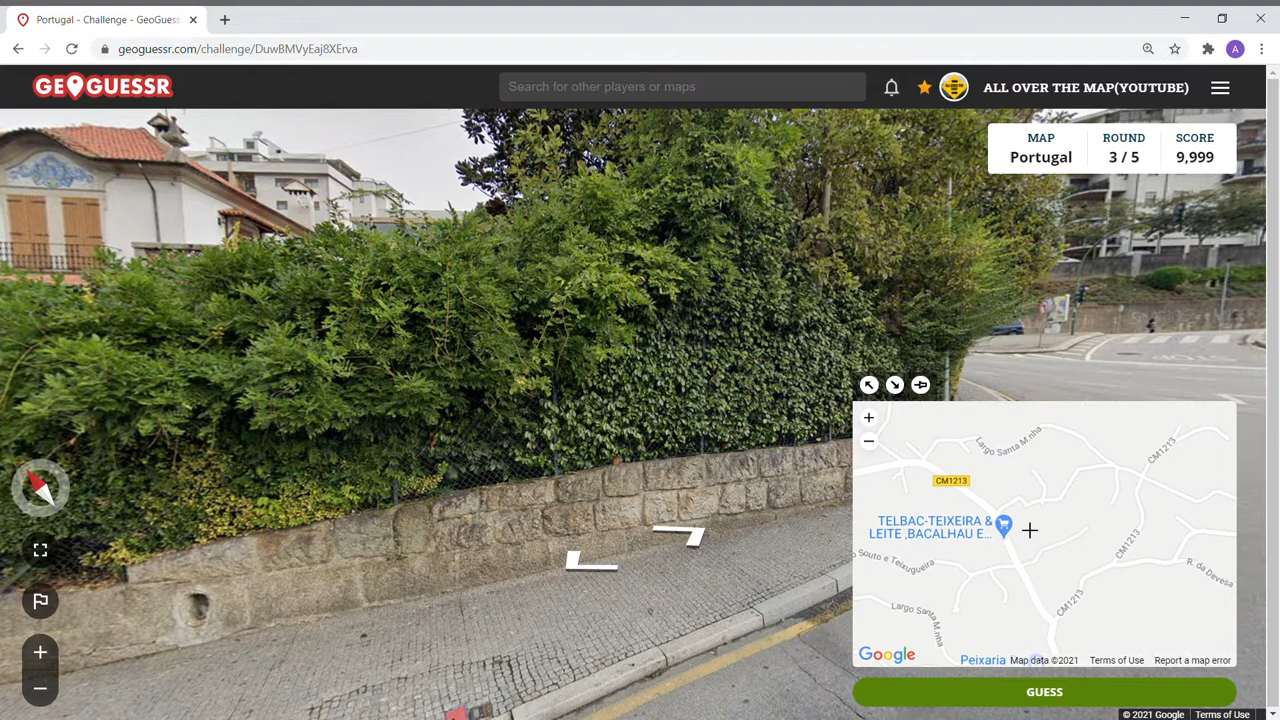 Portugal - Challenge - GeoGuess
geoguessr.com/challenge/DuwBMVyEaj8XErva
A
GEOGUESSR
Search for other players or maps
ALL OVER THE MAP(YOUTUBE)
MAP
Portugal
ROUND
3 / 5
SCORE
9,999
Largo Santa M.nha
CM1213
CM1213
TELBAC-TEIXEIRA &
LEITE ,BACALHAU E...
CM1213
o Souto e Teixugueira
R. da Devesa
Largo Santa M.nha
CM1213
Google
Peixaria
Map data ©2021
Terms of Use
Report a map error
GUESS
© 2021 Google
Terms of Use